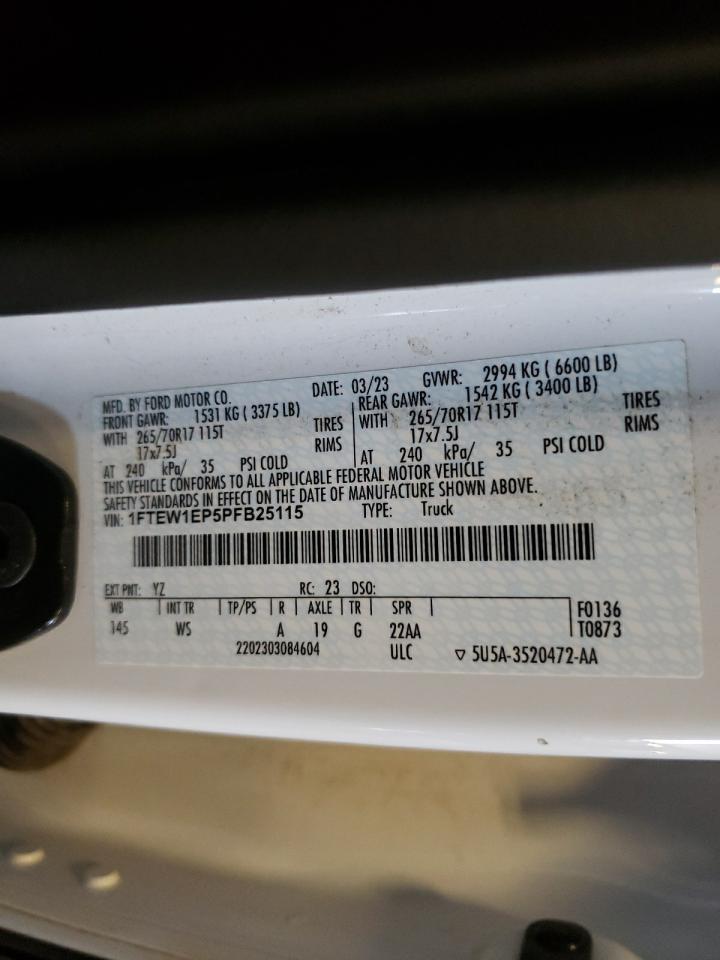 MFD. BY FORD MOTOR CO. DATE: 03/23 GVWR: 2994 KG ( 6600 LB)
FRONT GAWR: 1531 KG ( 3375 LB) REAR GAWR: 1542 KG ( 3400 LB)
WITH 265/70R17 115T TIRES WITH 265/70R17 115T TIRES
17x7.5J RIMS 17x7.5J RIMS
AT 240 kPa/ 35 PSI COLD AT 240 kPa/ 35 PSI COLD
THIS VEHICLE CONFORMS TO ALL APPLICABLE FEDERAL MOTOR VEHICLE
SAFETY STANDARDS IN EFFECT ON THE DATE OF MANUFACTURE SHOWN ABOVE.
VIN: 1FTEW1EP5PFB25115 TYPE: Truck
EXT PNT: YZ RC: 23 DSO:
WB INT TR TP/PS R AXLE TR SPR F0136
145 WS A 19 G 22AA T0873
2202303084604 ULC ▽ 5U5A-3520472-AA